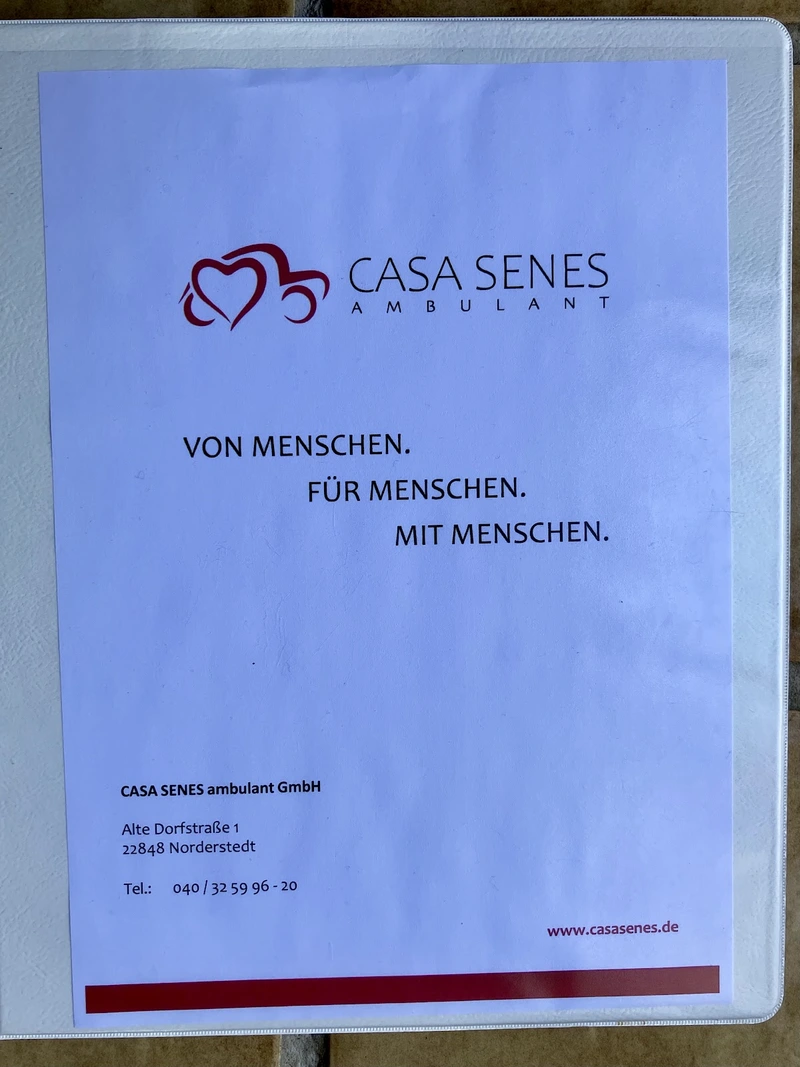 CASA SENES
AMBULANT
VON MENSCHEN.
FÜR MENSCHEN.
MIT MENSCHEN.
CASA SENES ambulant GmbH
Alte Dorfstraße 1
22848 Norderstedt
Tel.: 040 / 32 59 96 - 20
www.casasenes.de